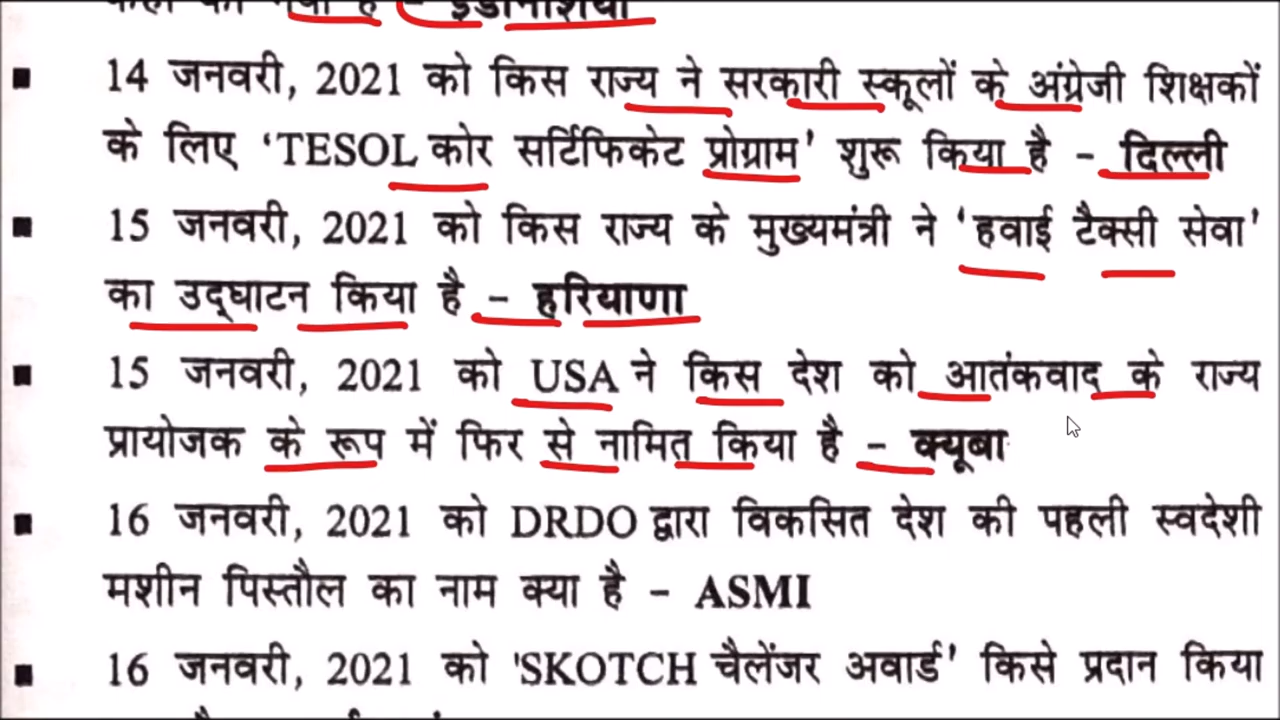 गया है - इंडोनेशिया
14 जनवरी, 2021 को किस राज्य ने सरकारी स्कूलों के अंग्रेजी शिक्षकों
के लिए ‘TESOL कोर सर्टिफिकेट प्रोग्राम’ शुरू किया है - दिल्ली
15 जनवरी, 2021 को किस राज्य के मुख्यमंत्री ने ‘हवाई टैक्सी सेवा’
का उद्घाटन किया है - हरियाणा
15 जनवरी, 2021 को USA ने किस देश को आतंकवाद के राज्य
प्रायोजक के रूप में फिर से नामित किया है - क्यूबा
16 जनवरी, 2021 को DRDO द्वारा विकसित देश की पहली स्वदेशी
मशीन पिस्तौल का नाम क्या है - ASMI
16 जनवरी, 2021 को 'SKOTCH चैलेंजर अवार्ड' किसे प्रदान किया